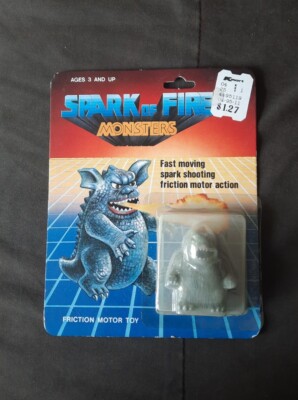 AGES 3 AND UP
Kmart
$1.27
SPARK OF FIRE
MONSTERS
Fast moving
spark shooting
friction motor action
FRICTION MOTOR TOY